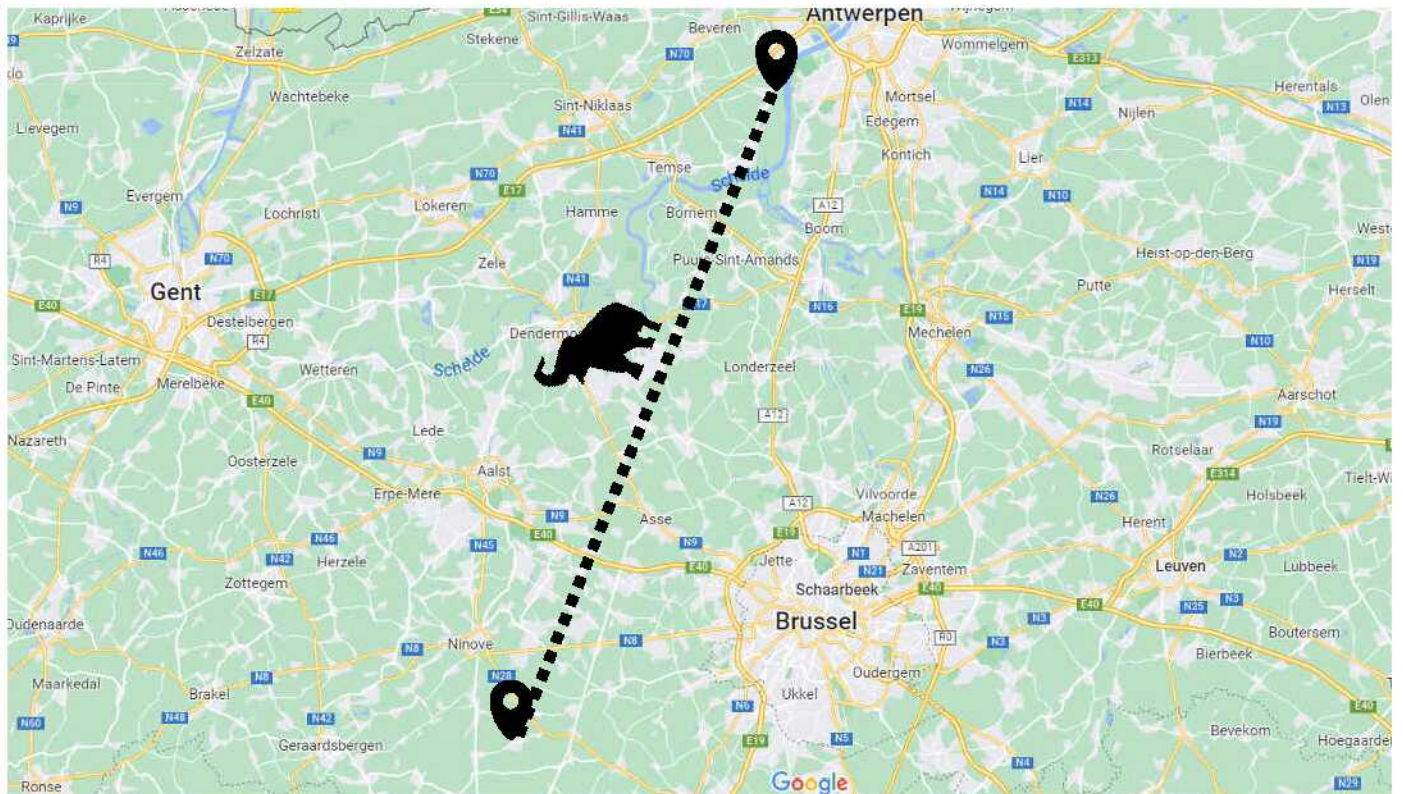 Kaprijke
Assenede
E34
Sint-Gillis-Waas
Beveren
Antwerpen
Wijnegem
Zelzate
Stekene
N70
Wommelgem
E313
Wachtebeke
Sint-Niklaas
Mortsel
N14
Herentals
N13
Olen
Lievegem
N41
Edegem
Nijlen
Kontich
Lier
Temse
Schelde
N70
E17
N14
N10
Evergem
N9
Lochristi
Lokeren
Hamme
Bornem
A12
Boom
R4
N70
Zele
Puurs-Sint-Amands
Heist-op-den-Berg
N19
Gent
E17
N41
Putte
Herselt
E40
N16
E19
N15
Destelbergen
R4
Mechelen
N10
Sint-Martens-Latem
Schelde
Wetteren
Londerzeel
N26
De Pinte
Merelbeke
Aarschot
E40
A12
N19
Nazareth
Lede
N9
Rotselaar
Oosterzele
Aalst
E314
Erpe-Mere
A12
Vilvoorde
N26
Holsbeek
N9
Asse
Machelen
Herent
E40
E19
N46
N46
N45
N9
N1
A201
N2
N42
Herzele
Jette
E40
N21
Zaventem
Leuven
Lubbeek
Zottegem
Schaarbeek
E40
E40
N3
N25
Oudenaarde
Brussel
N3
Ninove
N8
N8
R0
N3
Boutersem
Bierbeek
N8
N28
Oudergem
Maarkedal
Brakel
Ukkel
N6
E40
N60
N48
N42
Bevekom
Geraardsbergen
E19
N5
Hoegaarde
N4
Ronse
Google
N29